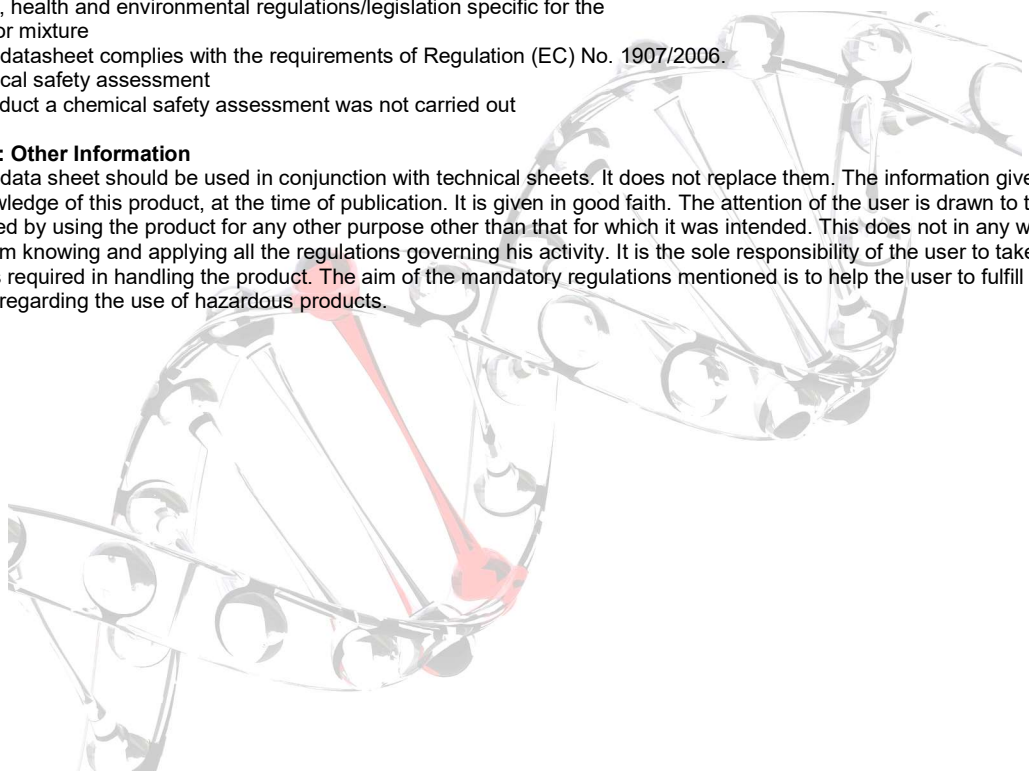 , health and environmental regulations/legislation specific for the
or mixture
datasheet complies with the requirements of Regulation (EC) No. 1907/2006.
cal safety assessment
duct a chemical safety assessment was not carried out
: Other Information
data sheet should be used in conjunction with technical sheets. It does not replace them. The information give
wledge of this product, at the time of publication. It is given in good faith. The attention of the user is drawn to t
ed by using the product for any other purpose other than that for which it was intended. This does not in any w
m knowing and applying all the regulations governing his activity. It is the sole responsibility of the user to take
s required in handling the product. The aim of the mandatory regulations mentioned is to help the user to fulfill
regarding the use of hazardous products.